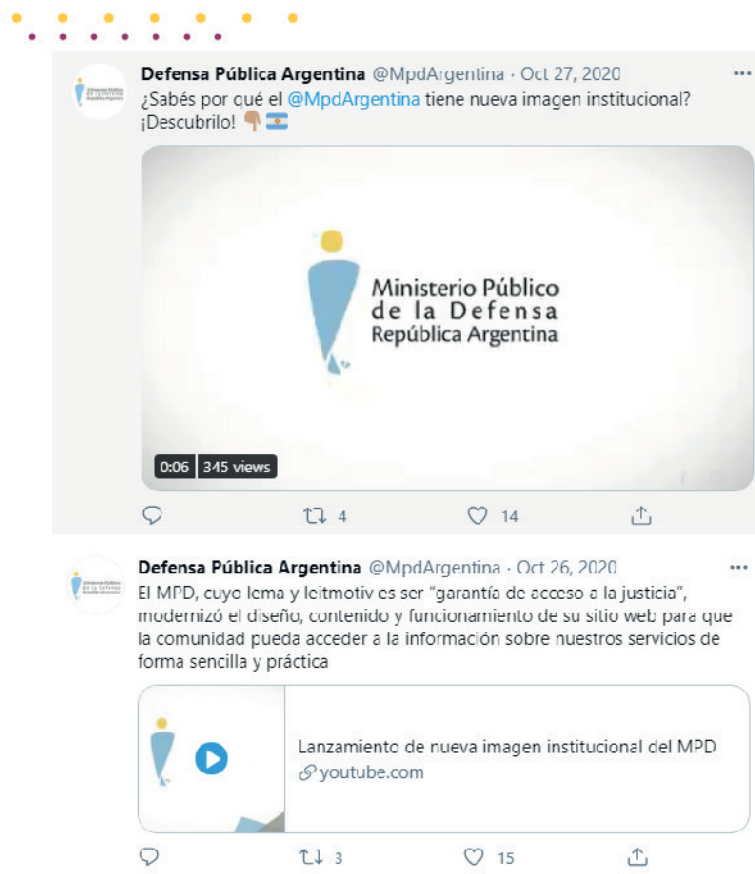 Defensa Pública Argentina @MpdArgentina · Oct 27, 2020
¿Sabés por qué el @MpdArgentina tiene nueva imagen institucional?
¡Descubrilo!
Ministerio Público
de la Defensa
República Argentina
0:06 345 views
4 14
Defensa Pública Argentina @MpdArgentina · Oct 26, 2020
El MPD, cuyo lema y leitmotiv es ser “garantía de acceso a la justicia”,
modernizó el diseño, contenido y funcionamiento de su sitio web para que
la comunidad pueda acceder a la información sobre nuestros servicios de
forma sencilla y práctica
Lanzamiento de nueva imagen institucional del MPD
youtube.com
3 15